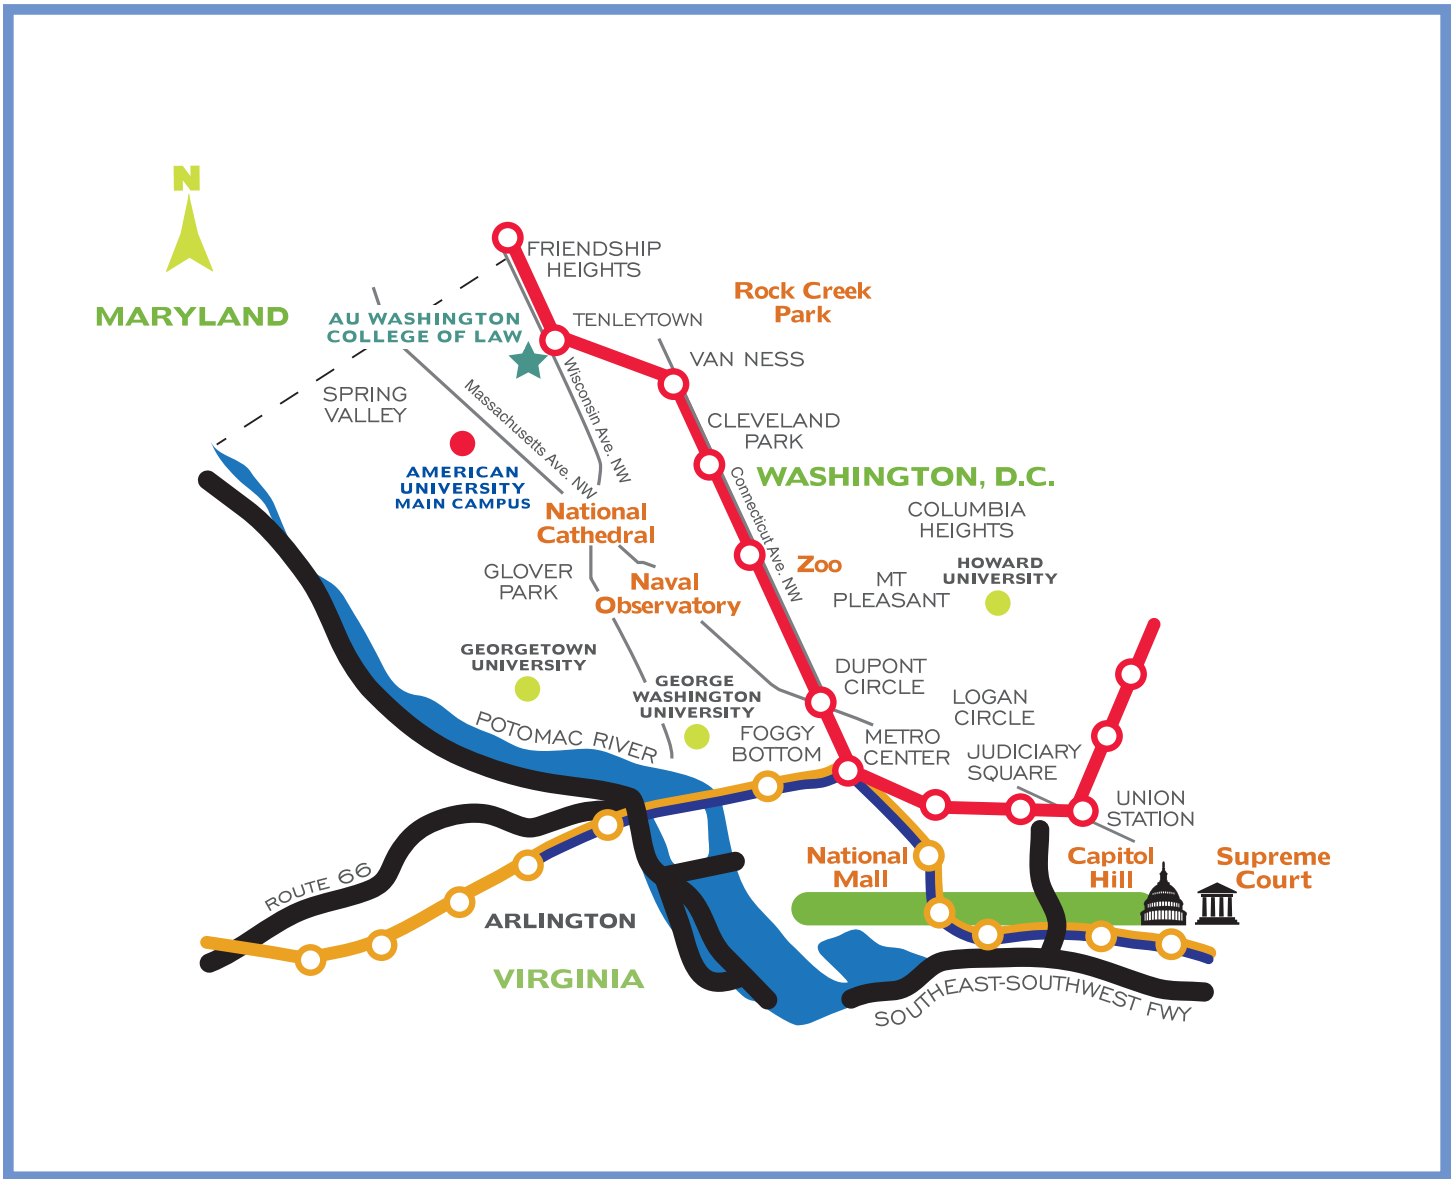 N
FRIENDSHIP
HEIGHTS
Rock Creek
Park
MARYLAND
AU WASHINGTON
COLLEGE OF LAW
TENLEYTOWN
VAN NESS
SPRING
VALLEY
Massachusetts Ave. NW
Wisconsin Ave. NW
CLEVELAND
PARK
AMERICAN
UNIVERSITY
MAIN CAMPUS
WASHINGTON, D.C.
Connecticut Ave. NW
National
Cathedral
COLUMBIA
HEIGHTS
GLOVER
PARK
Naval
Observatory
Zoo
MT
PLEASANT
HOWARD
UNIVERSITY
GEORGETOWN
UNIVERSITY
GEORGE
WASHINGTON
UNIVERSITY
DUPONT
CIRCLE
LOGAN
CIRCLE
POTOMAC RIVER
FOGGY
BOTTOM
METRO
CENTER
JUDICIARY
SQUARE
UNION
STATION
National
Mall
Capitol
Hill
Supreme
Court
ROUTE 66
ARLINGTON
VIRGINIA
SOUTHEAST-SOUTHWEST FWY